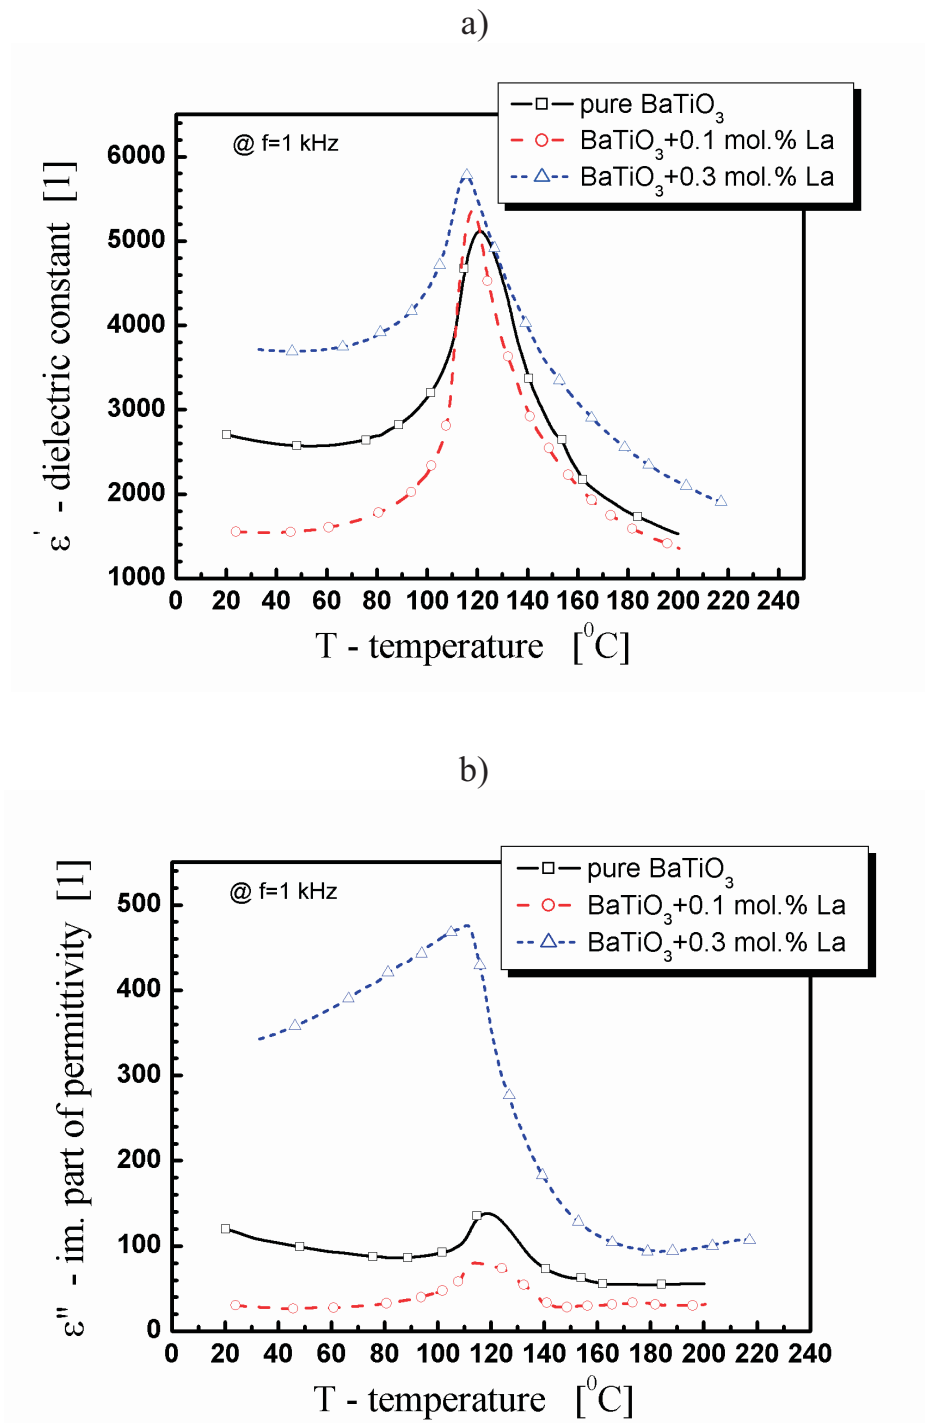 a)
pure BaTiO3
BaTiO3+0.1 mol.% La
BaTiO3+0.3 mol.% La
@ f=1 kHz
6000
5000
4000
3000
2000
1000
ε' - dielectric constant [1]
0 20 40 60 80 100 120 140 160 180 200 220 240
T - temperature [⁰C]
b)
pure BaTiO3
BaTiO3+0.1 mol.% La
BaTiO3+0.3 mol.% La
@ f=1 kHz
500
400
300
200
100
0
ε" - im. part of permittivity [1]
0 20 40 60 80 100 120 140 160 180 200 220 240
T - temperature [⁰C]